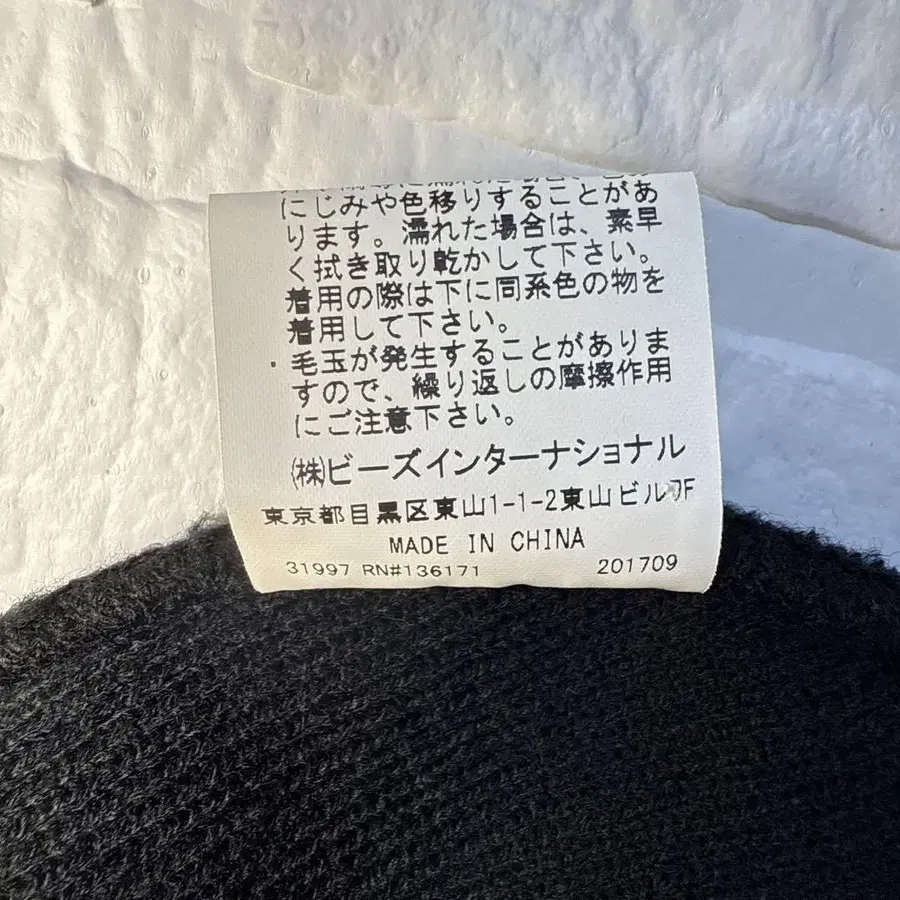 にじみや色移りすることがあ
ります。濡れた場合は、素早
く拭き取り乾かして下さい。
着用の際は下に同系色の物を
着用して下さい。
・毛玉が発生することがありま
すので、繰り返しの摩擦作用
にご注意下さい。
㈱ビーズインターナショナル
東京都目黒区東山1-1-2東山ビル7F
MADE IN CHINA
31997 RN#136171 201709